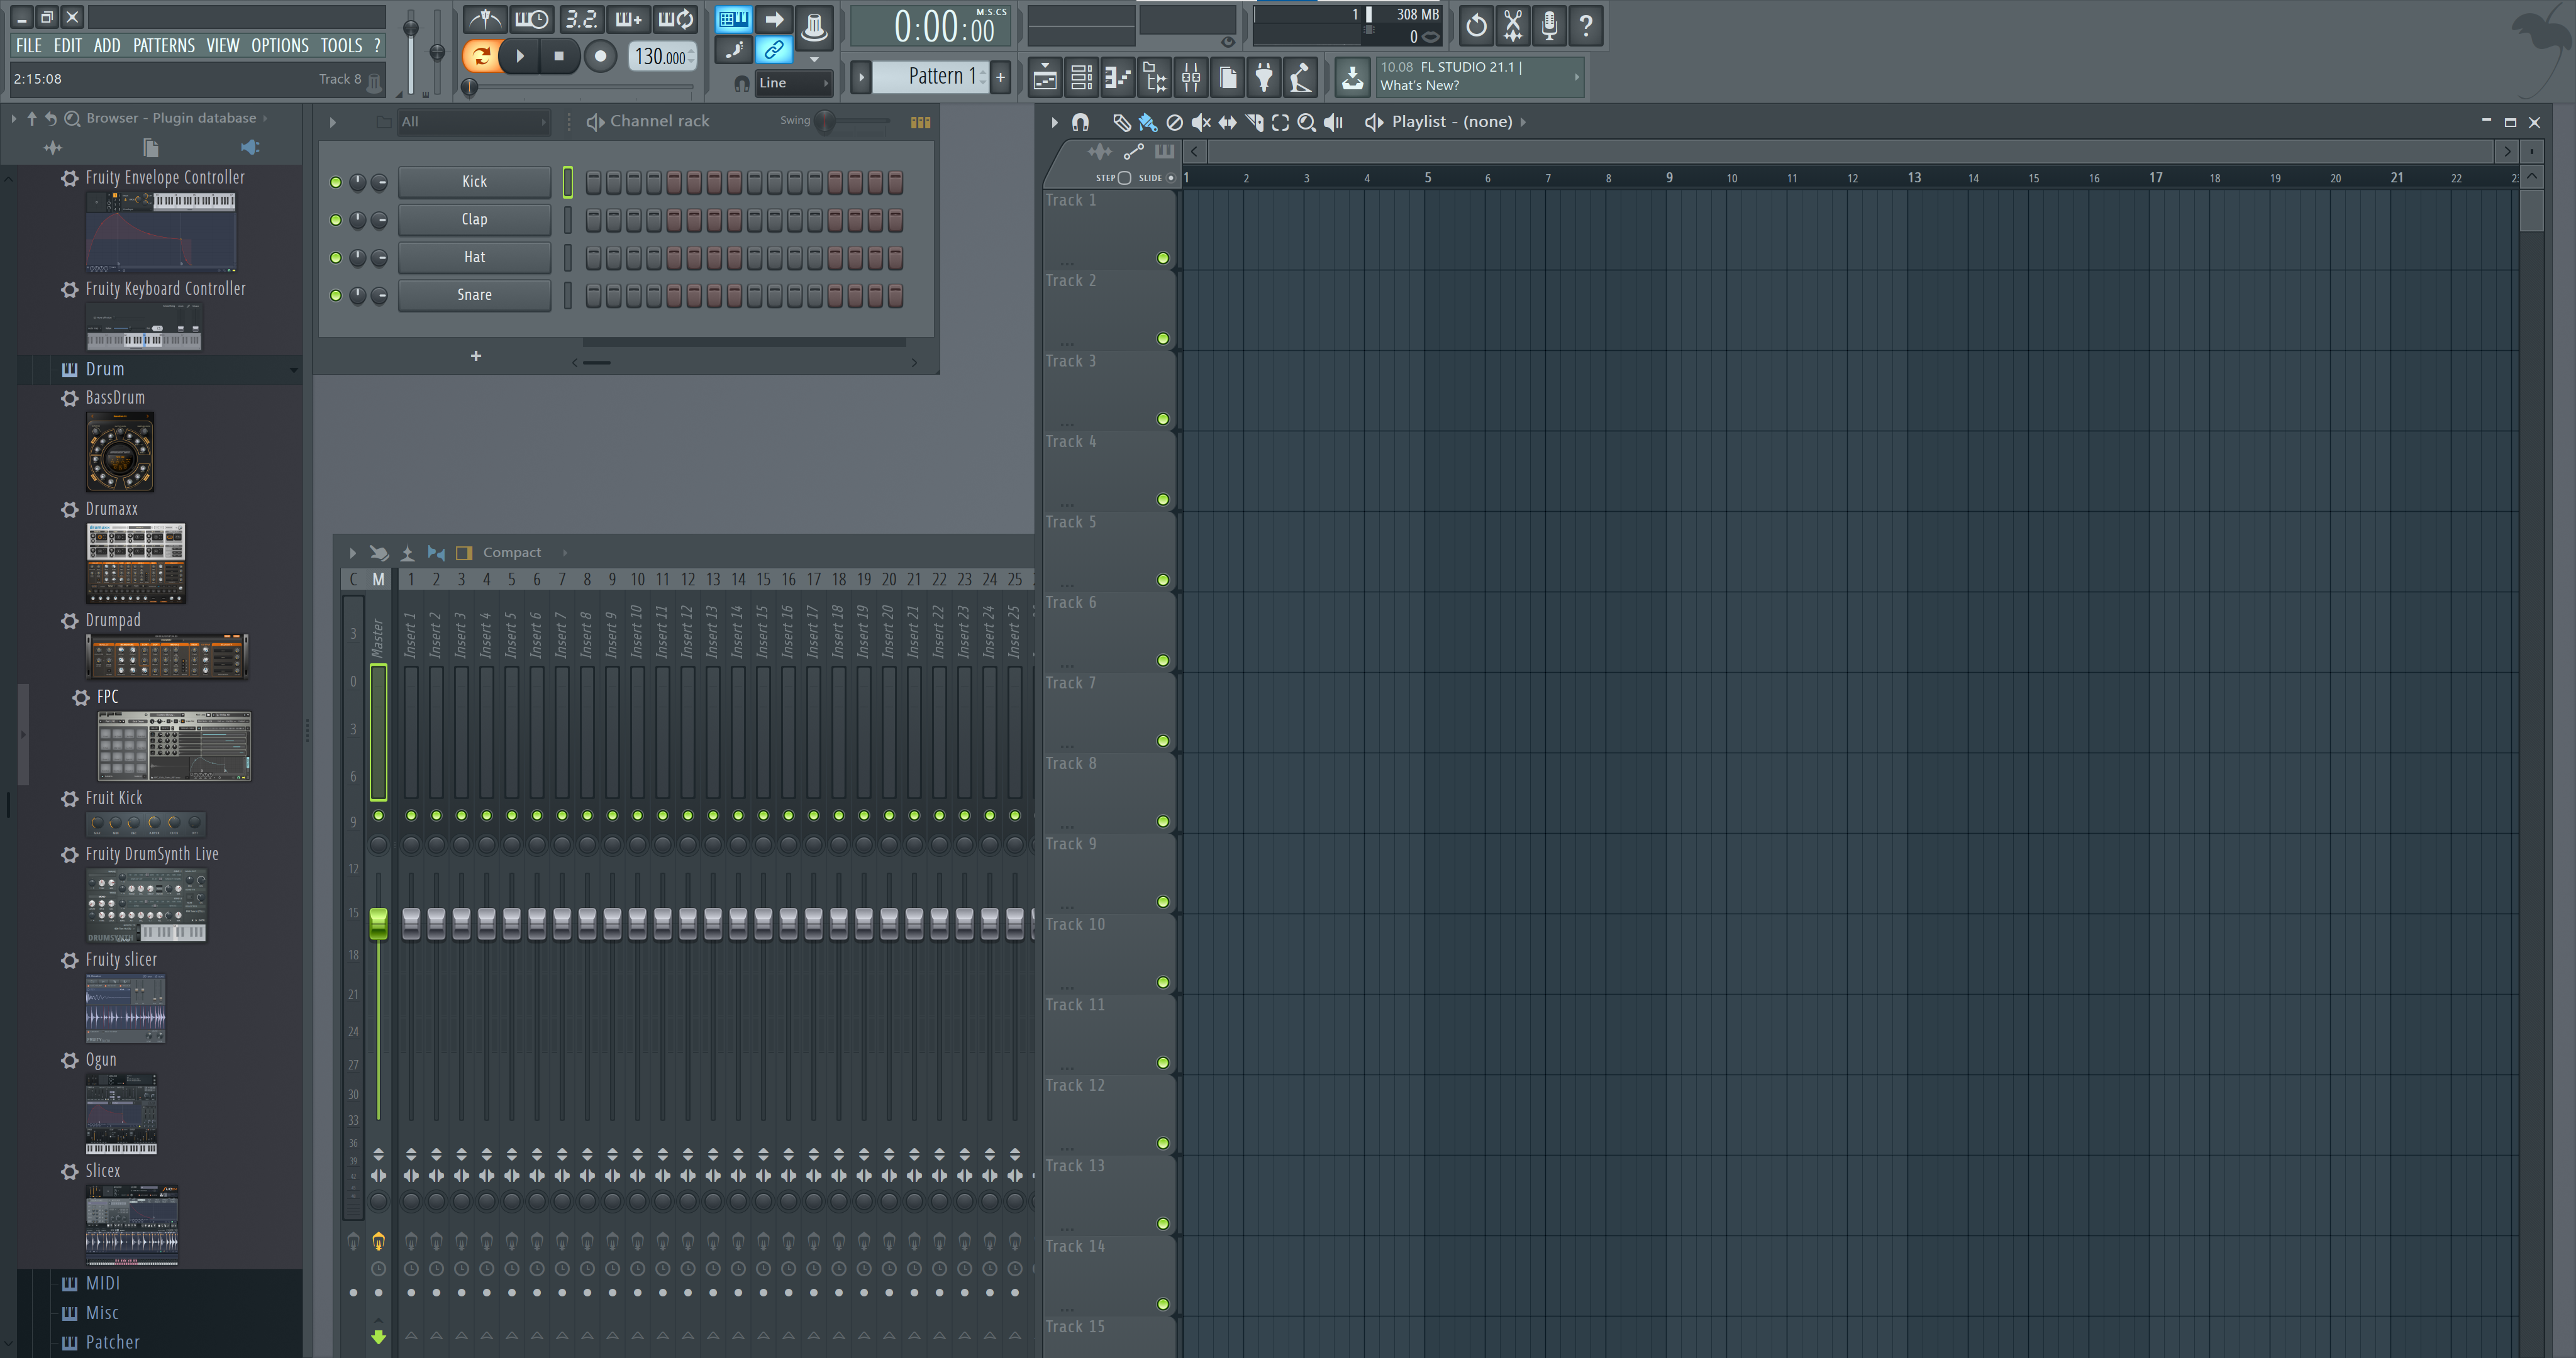 FILE EDIT ADD PATTERNS VIEW OPTIONS TOOLS ?
2:15:08 Track 8
3.2.
130.000
Line
M:S:CS
0:00:00
Pattern 1
1
308 MB
0
?
10.08 FL STUDIO 21.1 |
What's New?
Browser - Plugin database
Fruity Envelope Controller
Fruity Keyboard Controller
Drum
BassDrum
Drumaxx
Drumpad
FPC
Fruit Kick
Fruity DrumSynth Live
DRUMSYNTH
Fruity slicer
Ogun
Slicex
MIDI
Misc
Patcher
All
Channel rack
Swing
Kick
Clap
Hat
Snare
+
Compact
C M 1 2 3 4 5 6 7 8 9 10 11 12 13 14 15 16 17 18 19 20 21 22 23 24 25
Master
Insert 1
Insert 2
Insert 3
Insert 4
Insert 5
Insert 6
Insert 7
Insert 8
Insert 9
Insert 10
Insert 11
Insert 12
Insert 13
Insert 14
Insert 15
Insert 16
Insert 17
Insert 18
Insert 19
Insert 20
Insert 21
Insert 22
Insert 23
Insert 24
Insert 25
3
0
3
6
9
12
15
18
21
24
27
30
33
36
39
Playlist - (none)
STEP SLIDE
1 2 3 4 5 6 7 8 9 10 11 12 13 14 15 16 17 18 19 20 21 22
Track 1
Track 2
Track 3
Track 4
Track 5
Track 6
Track 7
Track 8
Track 9
Track 10
Track 11
Track 12
Track 13
Track 14
Track 15